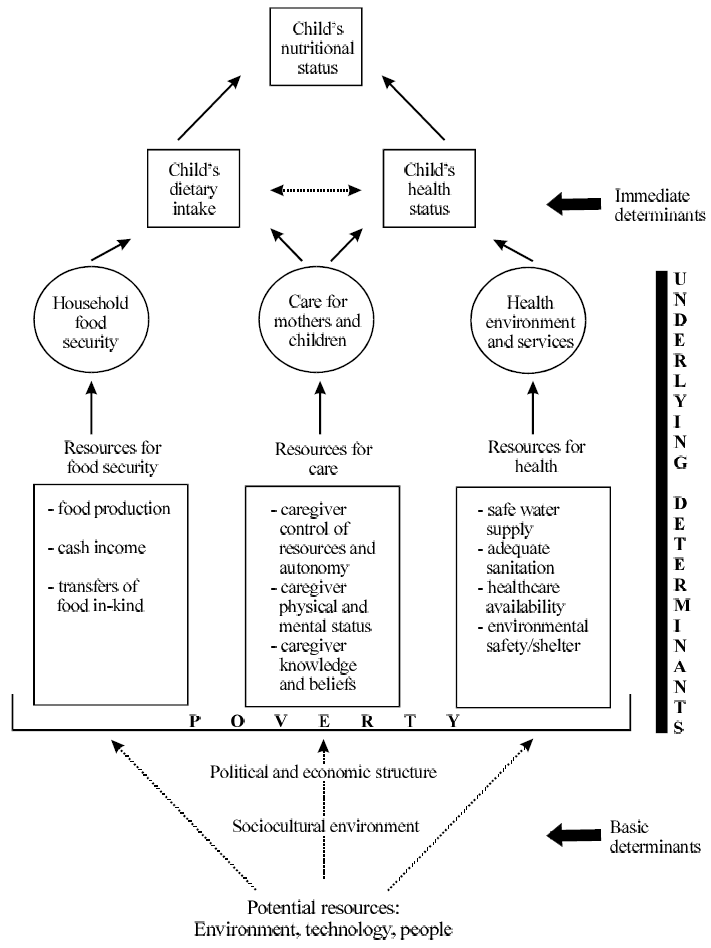 Child's
nutritional
status
Child's
dietary
intake
Child's
health
status
Immediate
determinants
Household
food
security
Care for
mothers and
children
Health
environment
and services
UNDERLYING DETERMINANTS
Resources for
food security
Resources for
care
Resources for
health
- food production
- cash income
- transfers of
food in-kind
- caregiver
control of
resources and
autonomy
- caregiver
physical and
mental status
- caregiver
knowledge
and beliefs
- safe water
supply
- adequate
sanitation
- healthcare
availability
- environmental
safety/shelter
P O V E R T Y
Political and economic structure
Sociocultural environment
Basic
determinants
Potential resources:
Environment, technology, people